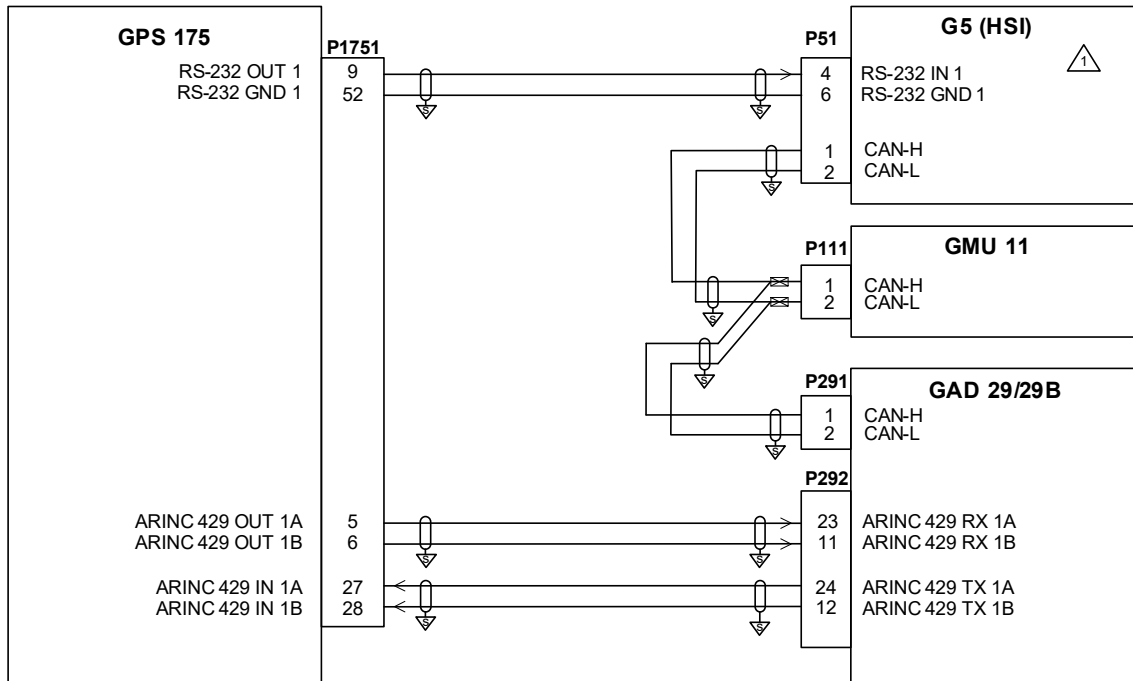 GPS 175
P1751
RS-232 OUT 1 9
RS-232 GND 1 52
ARINC 429 OUT 1A 5
ARINC 429 OUT 1B 6
ARINC 429 IN 1A 27
ARINC 429 IN 1B 28
S
S
S
S
S
S
S
S
S
S
S
P51
G5 (HSI)
1
4 RS-232 IN 1
6 RS-232 GND 1
1 CAN-H
2 CAN-L
P111
GMU 11
1 CAN-H
2 CAN-L
P291
GAD 29/29B
1 CAN-H
2 CAN-L
P292
23 ARINC 429 RX 1A
11 ARINC 429 RX 1B
24 ARINC 429 TX 1A
12 ARINC 429 TX 1B